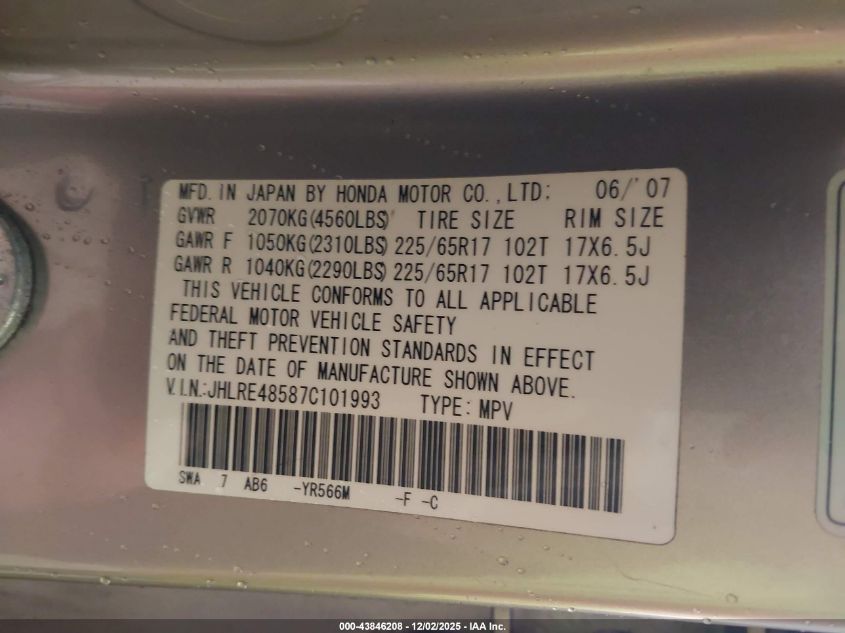 MFD. IN JAPAN BY HONDA MOTOR CO., LTD: 06/'07
GVWR 2070KG(4560LBS) TIRE SIZE RIM SIZE
GAWR F 1050KG(2310LBS) 225/65R17 102T 17X6.5J
GAWR R 1040KG(2290LBS) 225/65R17 102T 17X6.5J
THIS VEHICLE CONFORMS TO ALL APPLICABLE
FEDERAL MOTOR VEHICLE SAFETY
AND THEFT PREVENTION STANDARDS IN EFFECT
ON THE DATE OF MANUFACTURE SHOWN ABOVE.
V.I.N.:JHLRE48587C101993 TYPE: MPV
SWA 7 AB6 -YR566M -F -C
000-43846208 - 12/02/2025 - IAA Inc.